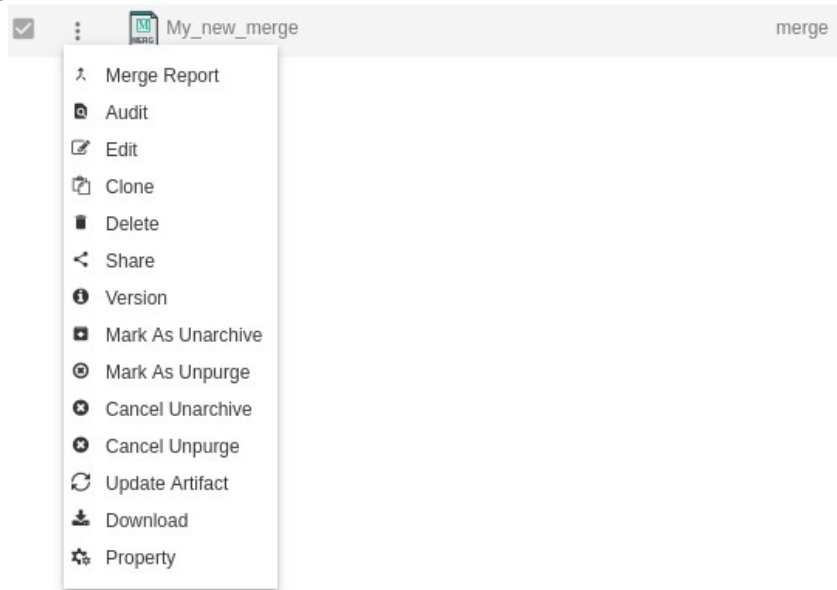 My_new_merge merge
Merge Report
Audit
Edit
Clone
Delete
Share
Version
Mark As Unarchive
Mark As Unpurge
Cancel Unarchive
Cancel Unpurge
Update Artifact
Download
Property